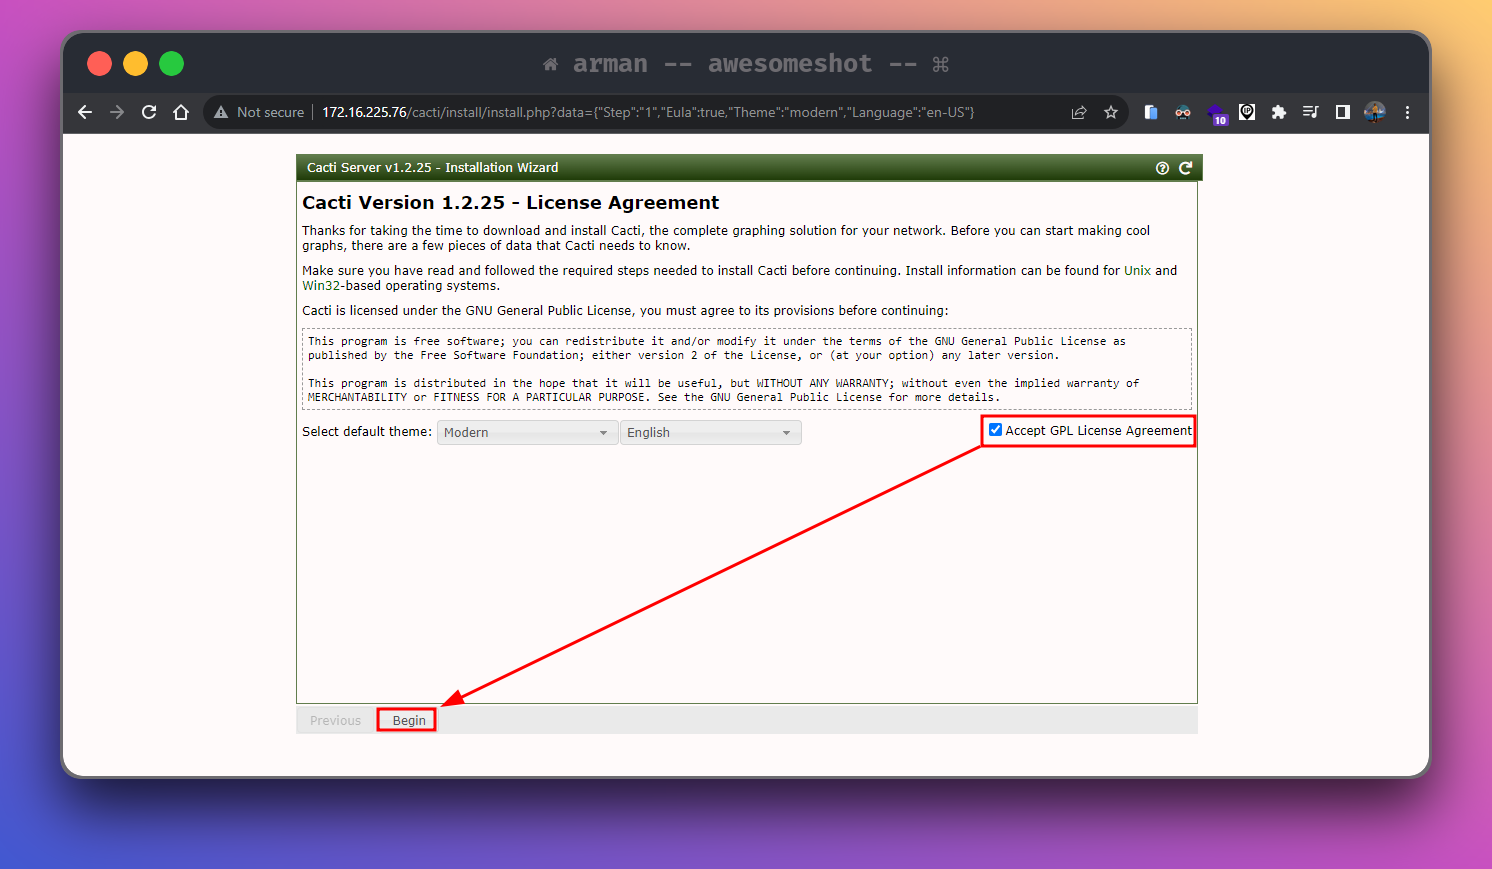 arman -- awesomeshot -- ⌘
Not secure 172.16.225.76/cacti/install/install.php?data={"Step":"1","Eula":true,"Theme":"modern","Language":"en-US"}
10
Cacti Server v1.2.25 - Installation Wizard
Cacti Version 1.2.25 - License Agreement
Thanks for taking the time to download and install Cacti, the complete graphing solution for your network. Before you can start making cool
graphs, there are a few pieces of data that Cacti needs to know.
Make sure you have read and followed the required steps needed to install Cacti before continuing. Install information can be found for Unix and
Win32-based operating systems.
Cacti is licensed under the GNU General Public License, you must agree to its provisions before continuing:
This program is free software; you can redistribute it and/or modify it under the terms of the GNU General Public License as
published by the Free Software Foundation; either version 2 of the License, or (at your option) any later version.
This program is distributed in the hope that it will be useful, but WITHOUT ANY WARRANTY; without even the implied warranty of
MERCHANTABILITY or FITNESS FOR A PARTICULAR PURPOSE. See the GNU General Public License for more details.
Select default theme: Modern English Accept GPL License Agreement
Previous Begin